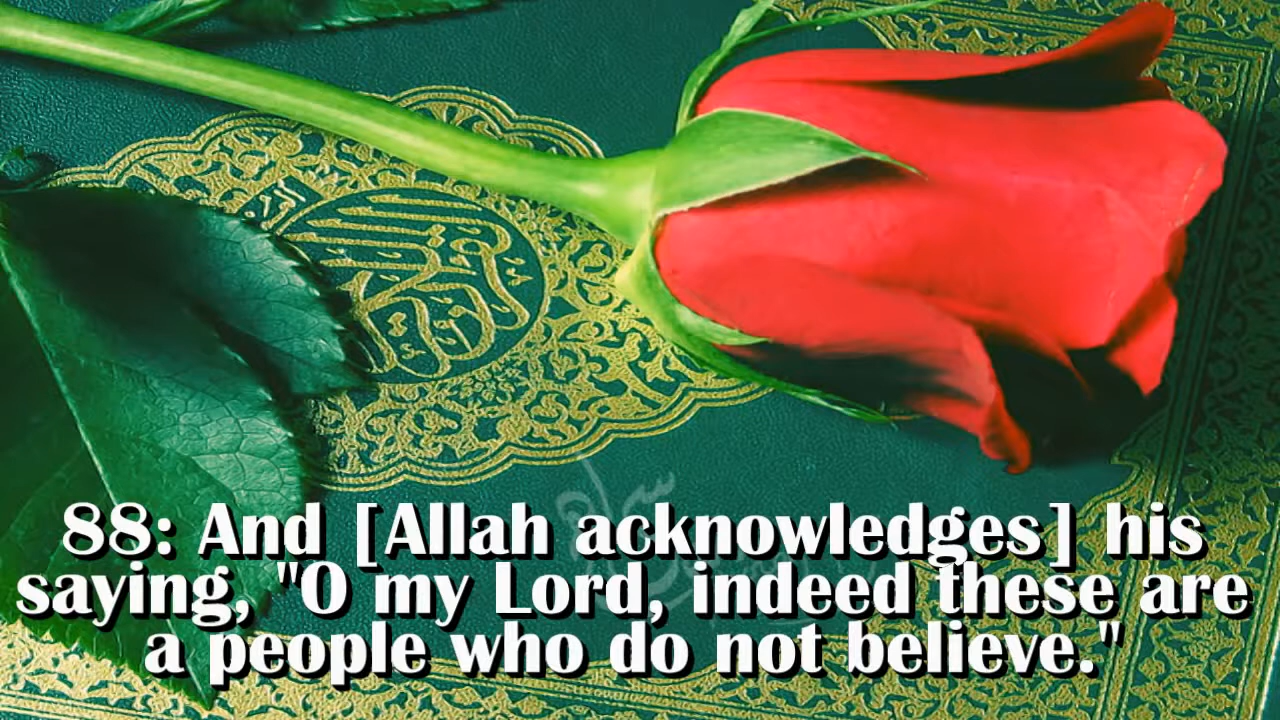 88: And [Allah acknowledges] his
saying, "O my Lord, indeed these are
a people who do not believe."